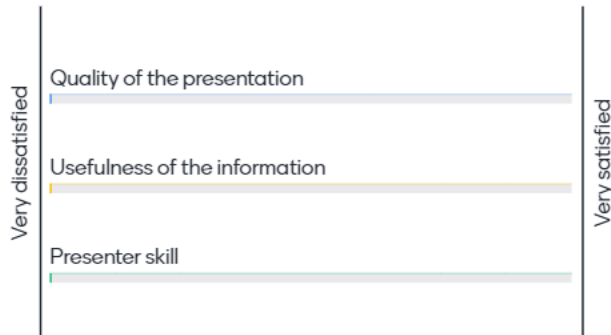 Very dissatisfied
Quality of the presentation
Usefulness of the information
Presenter skill
Very satisfied